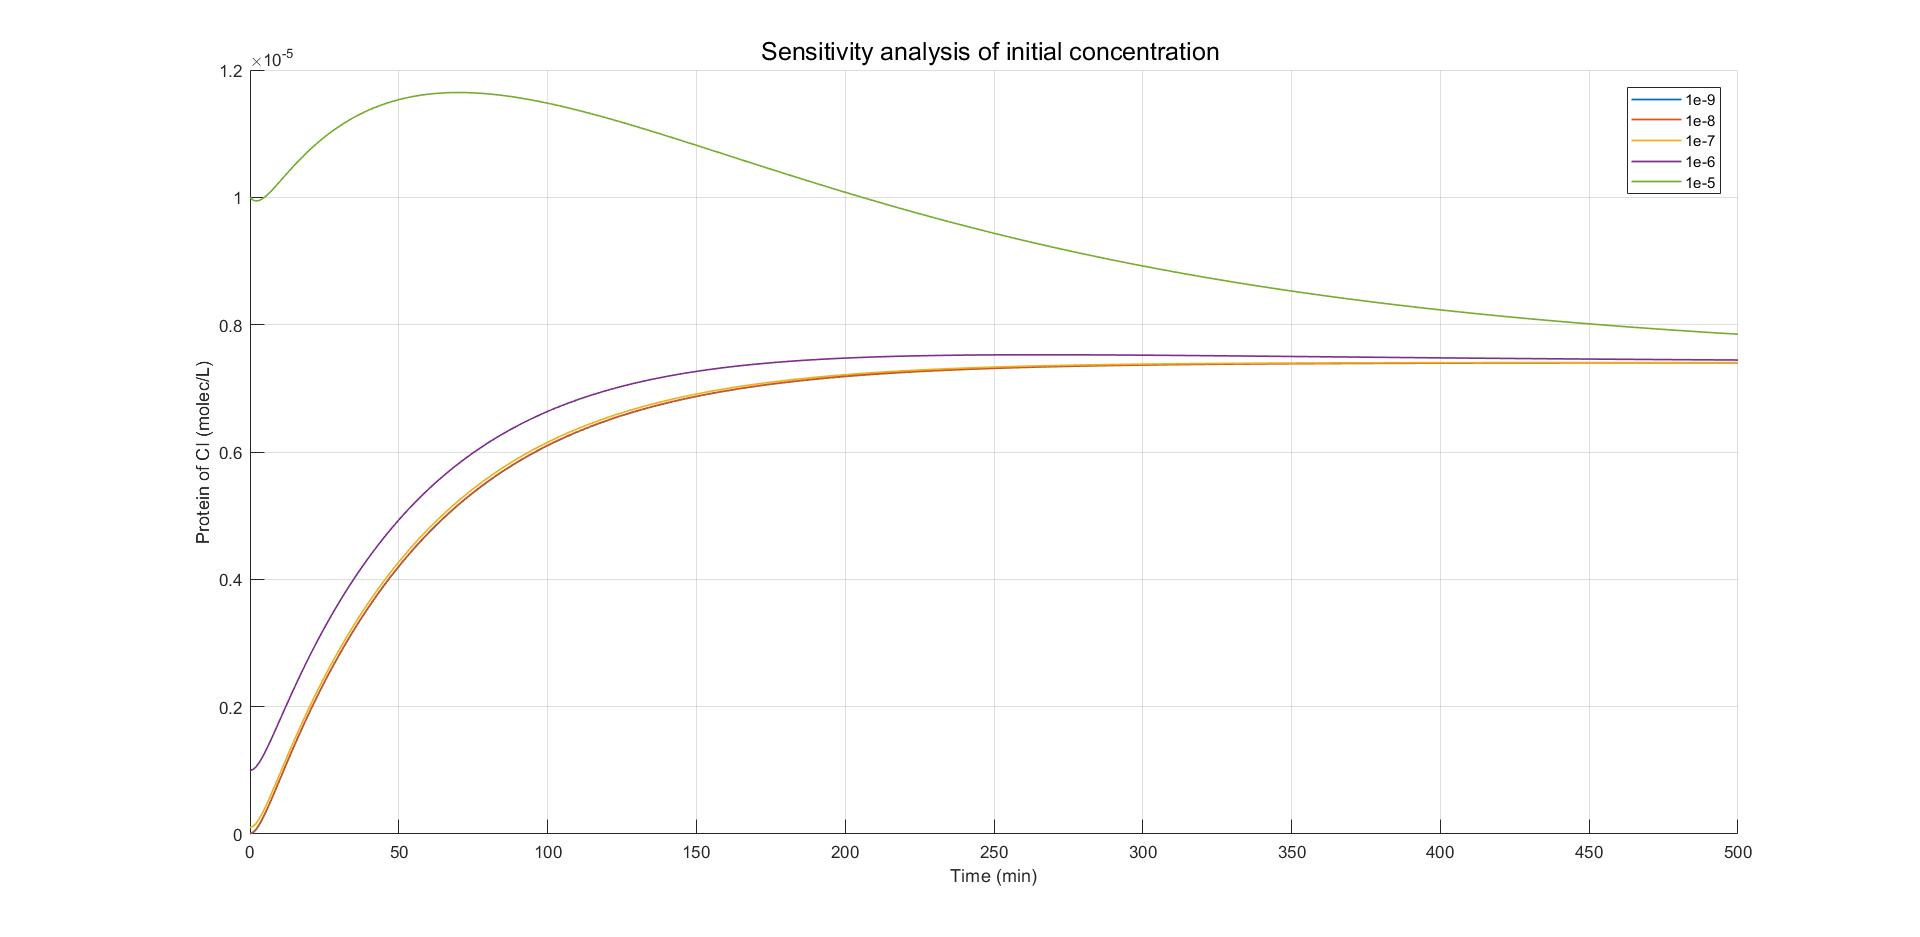 Sensitivity analysis of initial concentration
×10-5
1.2
1
0.8
0.6
0.4
0.2
0
Protein of CI (molec/L)
0 50 100 150 200 250 300 350 400 450 500
Time (min)
1e-9
1e-8
1e-7
1e-6
1e-5